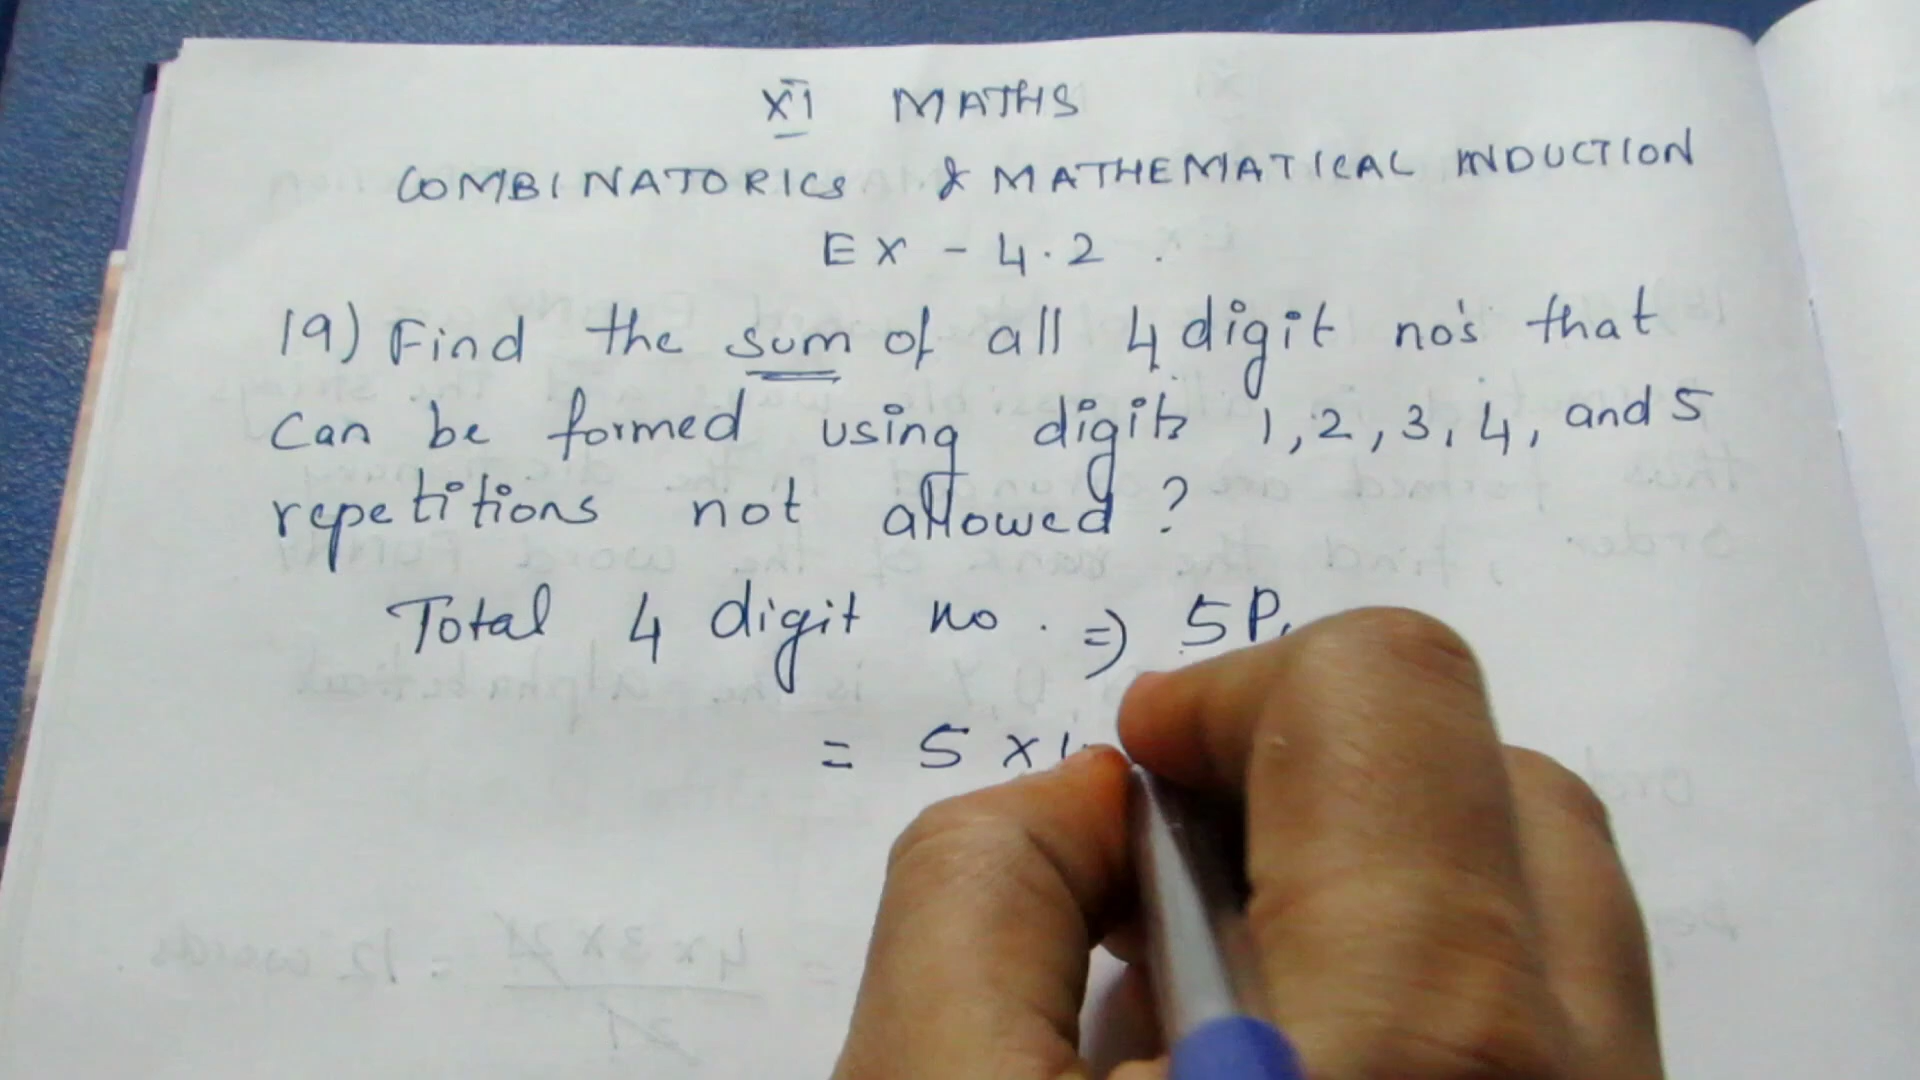 XI MATHS
COMBINATORICS & MATHEMATICAL INDUCTION
EX - 4.2
19) Find the sum of all 4 digit no's that
can be formed using digits 1, 2, 3, 4, and 5
repetitions not allowed ?
Total 4 digit no. => 5P
= 5 x